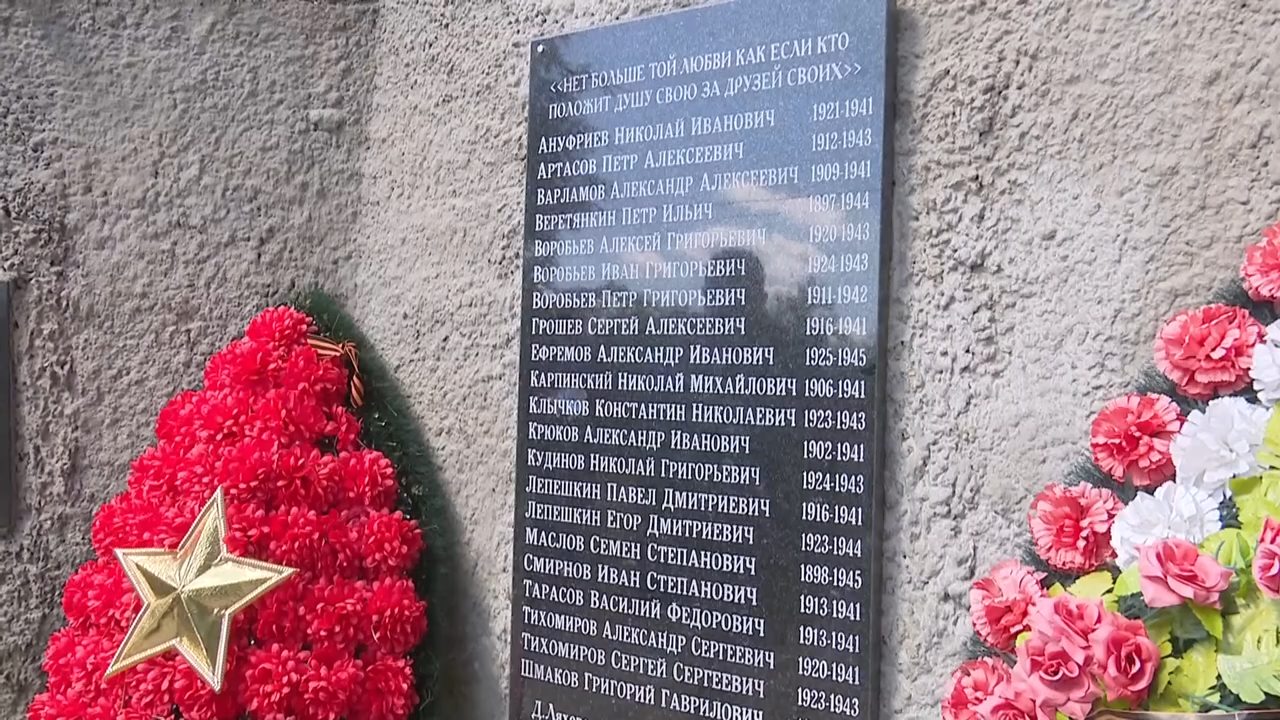 <<НЕТ БОЛЬШЕ ТОЙ ЛЮБВИ КАК ЕСЛИ КТО
ПОЛОЖИТ ДУШУ СВОЮ ЗА ДРУЗЕЙ СВОИХ>>
АНУФРИЕВ НИКОЛАЙ ИВАНОВИЧ 1921-1941
АРТАСОВ ПЕТР АЛЕКСЕЕВИЧ 1912-1943
ВАРЛАМОВ АЛЕКСАНДР АЛЕКСЕЕВИЧ 1909-1941
ВЕРЕТЯНКИН ПЕТР ИЛЬИЧ 1897-1944
ВОРОБЬЕВ АЛЕКСЕЙ ГРИГОРЬЕВИЧ 1920-1943
ВОРОБЬЕВ ИВАН ГРИГОРЬЕВИЧ 1924-1943
ВОРОБЬЕВ ПЕТР ГРИГОРЬЕВИЧ 1911-1942
ГРОШЕВ СЕРГЕЙ АЛЕКСЕЕВИЧ 1916-1941
ЕФРЕМОВ АЛЕКСАНДР ИВАНОВИЧ 1925-1945
КАРПИНСКИЙ НИКОЛАЙ МИХАЙЛОВИЧ 1906-1941
КЛЫЧКОВ КОНСТАНТИН НИКОЛАЕВИЧ 1923-1943
КРЮКОВ АЛЕКСАНДР ИВАНОВИЧ 1902-1941
КУДИНОВ НИКОЛАЙ ГРИГОРЬЕВИЧ 1924-1943
ЛЕПЕШКИН ПАВЕЛ ДМИТРИЕВИЧ 1916-1941
ЛЕПЕШКИН ЕГОР ДМИТРИЕВИЧ 1923-1944
МАСЛОВ СЕМЕН СТЕПАНОВИЧ 1898-1945
СМИРНОВ ИВАН СТЕПАНОВИЧ 1913-1941
ТАРАСОВ ВАСИЛИЙ ФЕДОРОВИЧ 1913-1941
ТИХОМИРОВ АЛЕКСАНДР СЕРГЕЕВИЧ 1920-1941
ТИХОМИРОВ СЕРГЕЙ СЕРГЕЕВИЧ 1923-1943
ШМАКОВ ГРИГОРИЙ ГАВРИЛОВИЧ